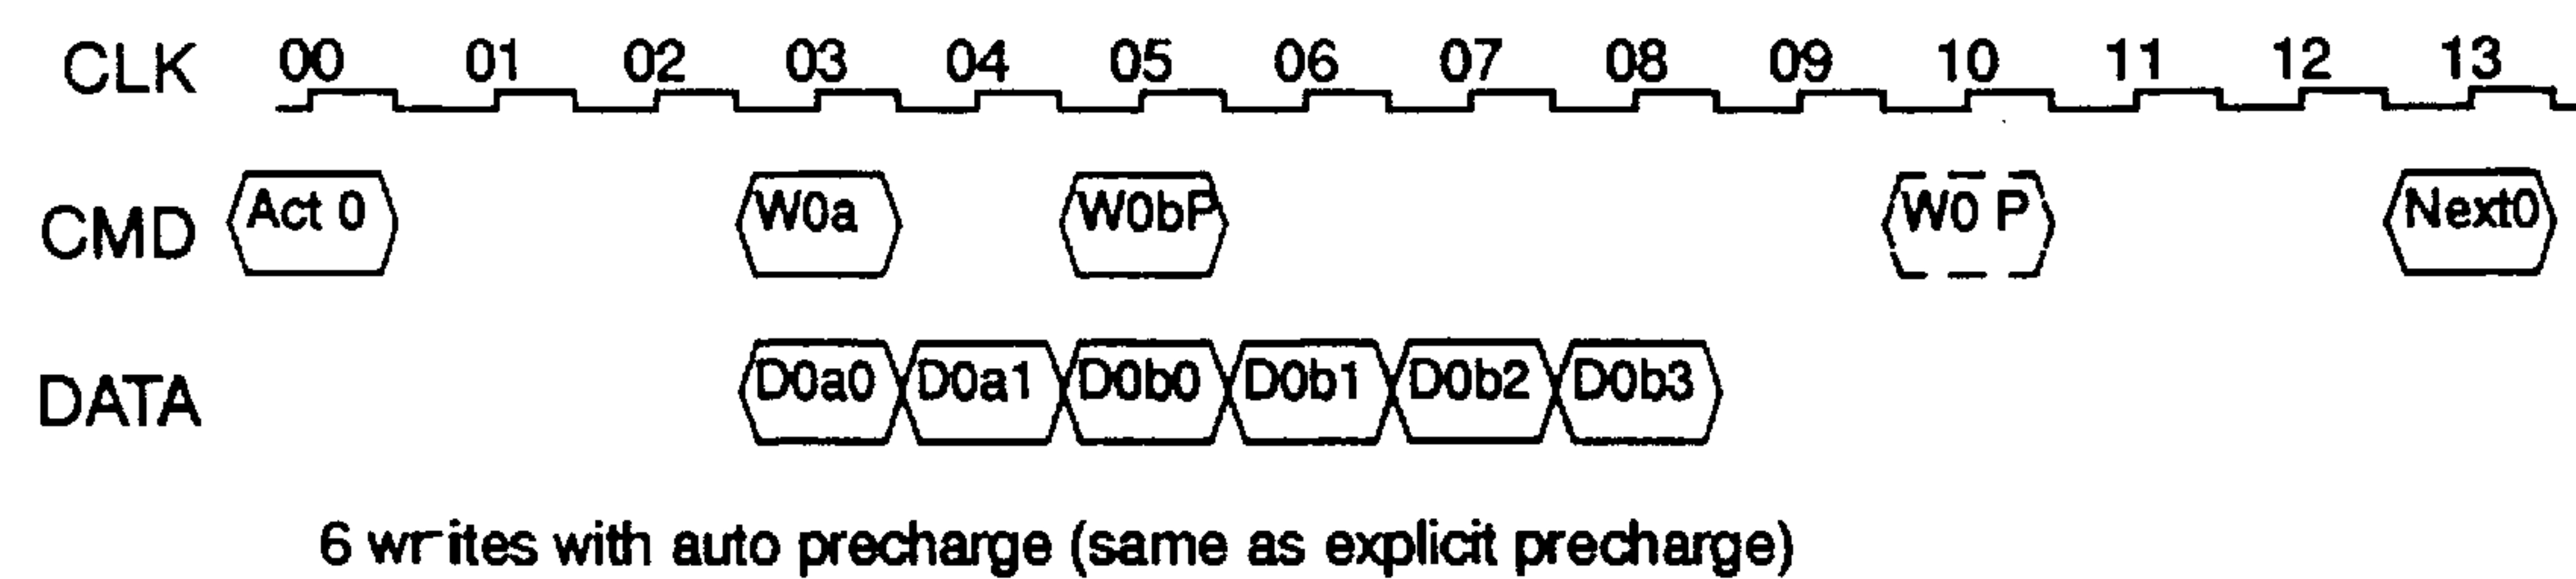 CLK 00 01 02 03 04 05 06 07 08 09 10 11 12 13
CMD Act 0 W0a W0bP W0 P Next0
DATA D0a0 D0a1 D0b0 D0b1 D0b2 D0b3
6 writes with auto precharge (same as explicit precharge)